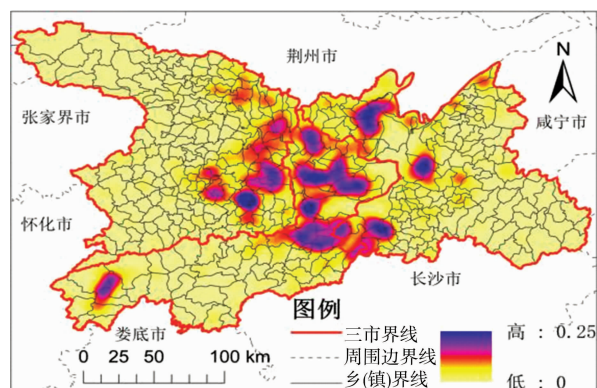 荆州市
N
张家界市
咸宁市
怀化市
长沙市
图例
娄底市
三市界线
高 : 0.25
周围边界线
0 25 50 100 km
乡(镇)界线
低 : 0